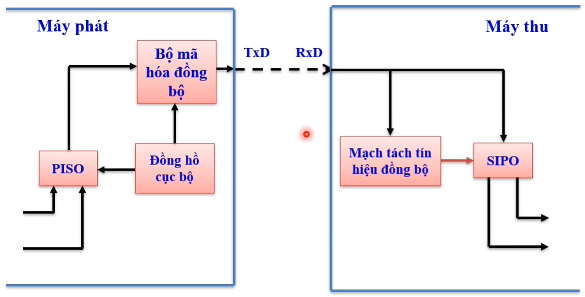 Máy phát
Máy thu
Bộ mã
hóa đồng
bộ
TxD
RxD
PISO
Đồng hồ
cục bộ
Mạch tách tín
hiệu đồng bộ
SIPO